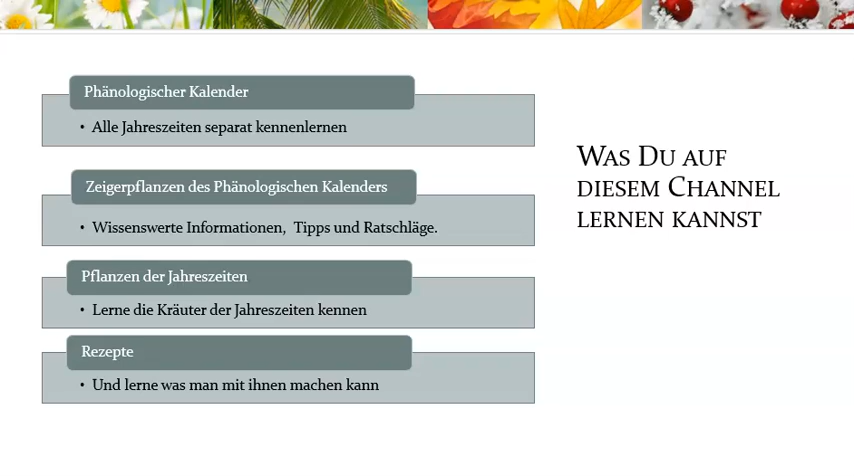 Phänologischer Kalender
• Alle Jahreszeiten separat kennenlernen
Zeigerpflanzen des Phänologischen Kalenders
• Wissenswerte Informationen, Tipps und Ratschläge.
Pflanzen der Jahreszeiten
• Lerne die Kräuter der Jahreszeiten kennen
Rezepte
• Und lerne was man mit ihnen machen kann
Was Du auf
diesem Channel
lernen kannst